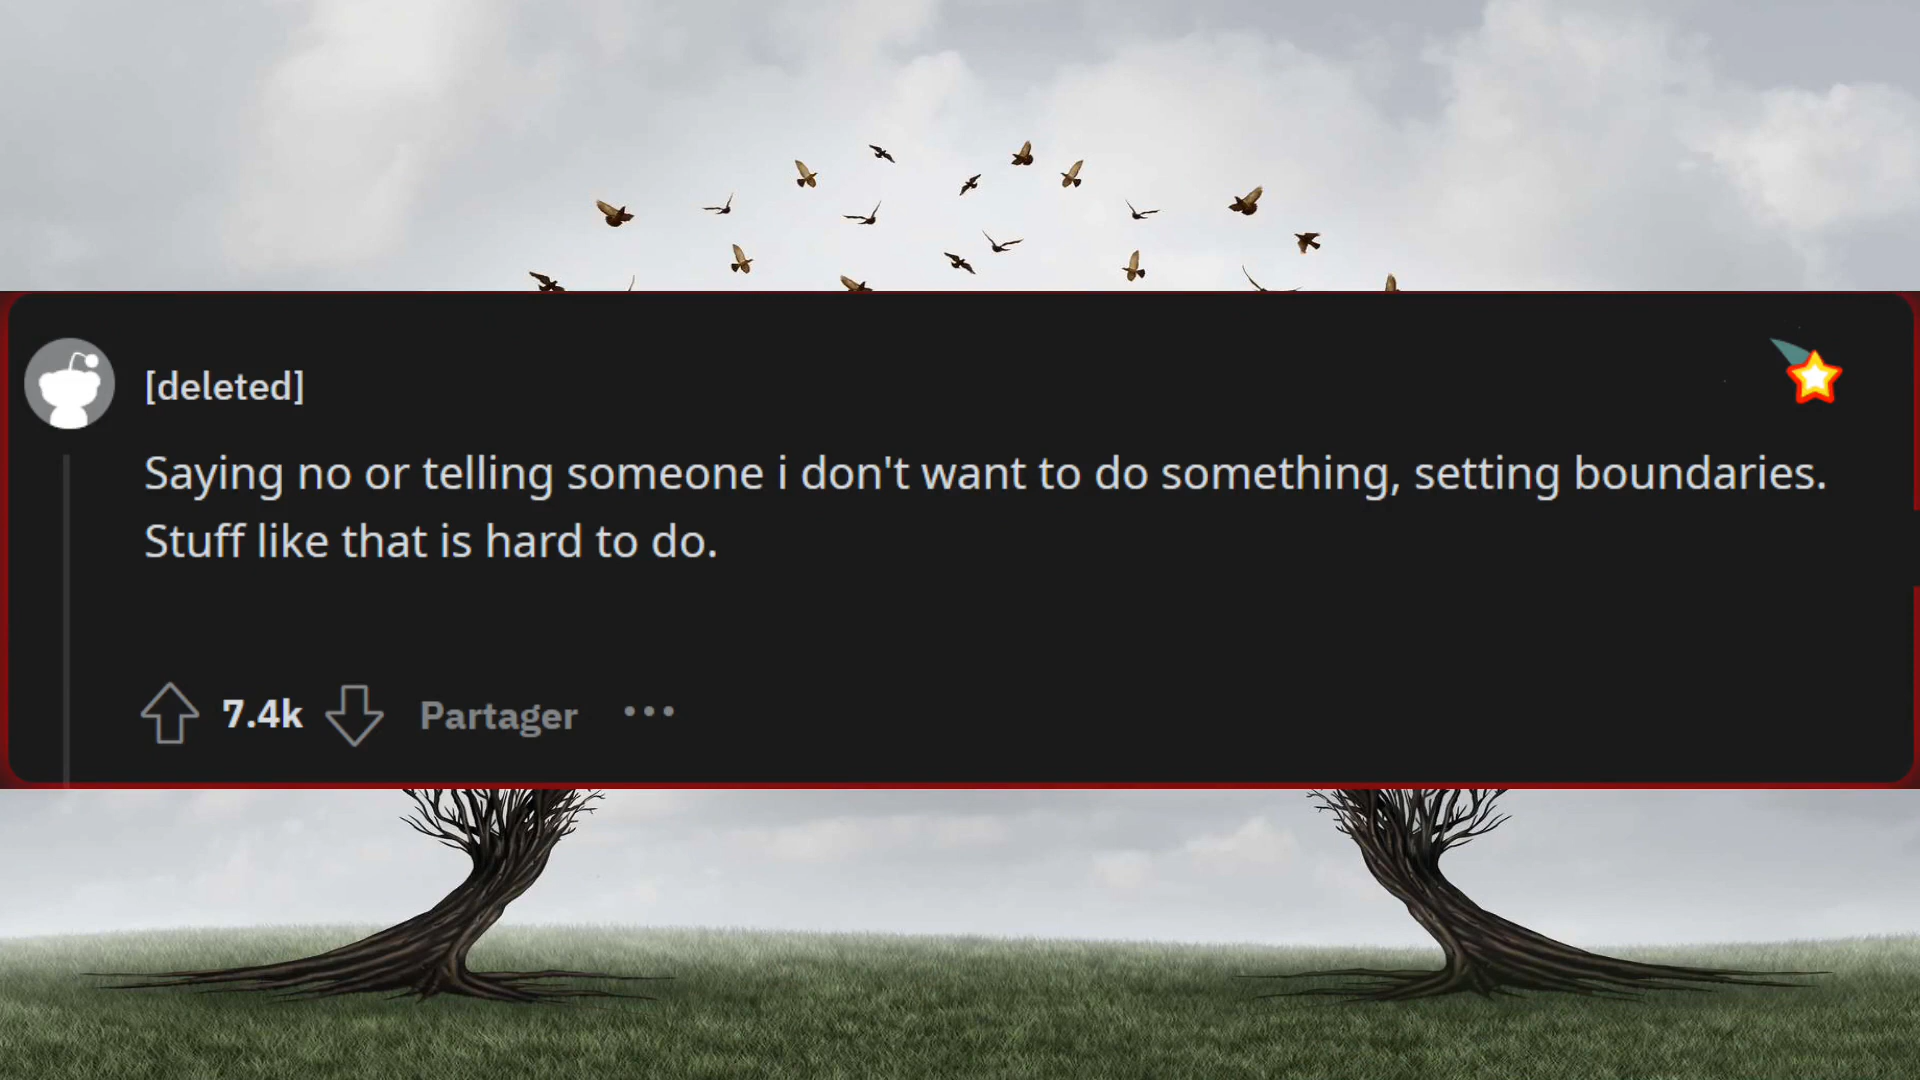 [deleted]
Saying no or telling someone i don't want to do something, setting boundaries.
Stuff like that is hard to do.
7.4k Partager